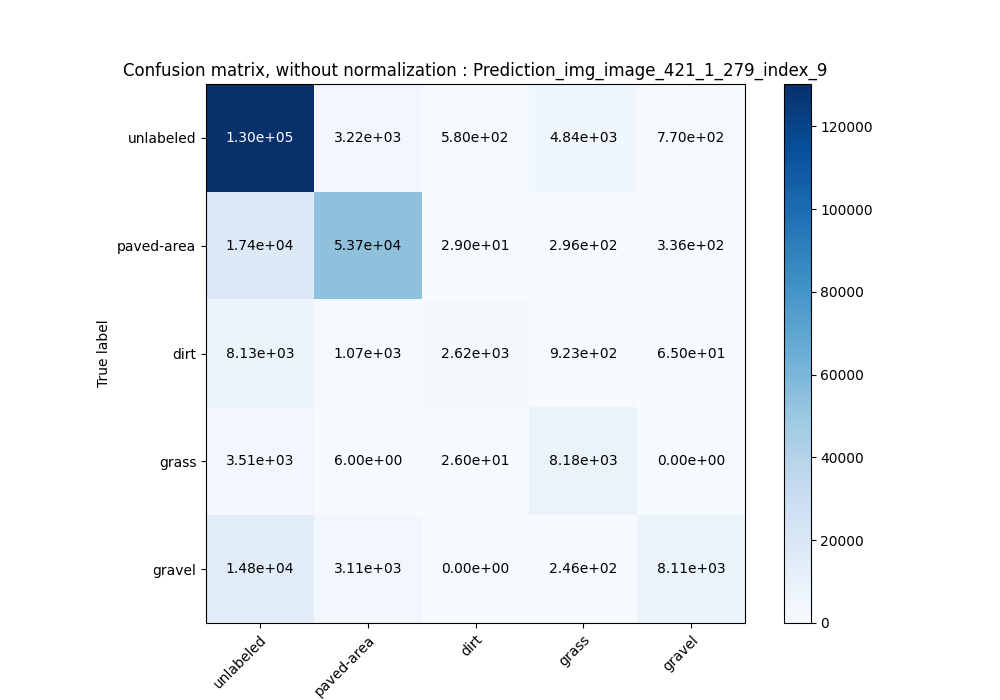 Confusion matrix, without normalization : Prediction_img_image_421_1_279_index_9
unlabeled 1.30e+05 3.22e+03 5.80e+02 4.84e+03 7.70e+02
paved-area 1.74e+04 5.37e+04 2.90e+01 2.96e+02 3.36e+02
dirt 8.13e+03 1.07e+03 2.62e+03 9.23e+02 6.50e+01
grass 3.51e+03 6.00e+00 2.60e+01 8.18e+03 0.00e+00
gravel 1.48e+04 3.11e+03 0.00e+00 2.46e+02 8.11e+03
True label
unlabeled paved-area dirt grass gravel
120000
100000
80000
60000
40000
20000
0